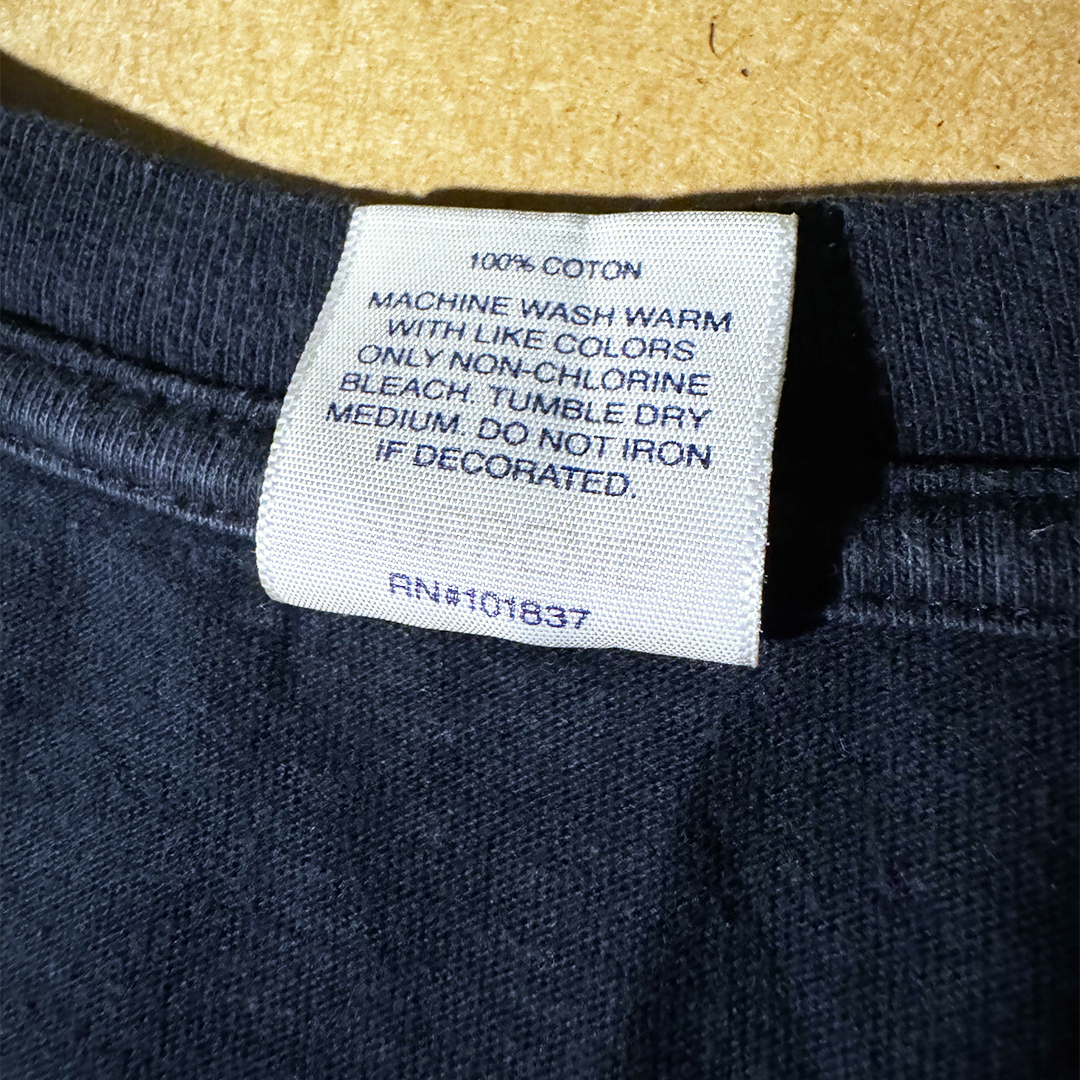 100% COTON
MACHINE WASH WARM
WITH LIKE COLORS
ONLY NON-CHLORINE
BLEACH. TUMBLE DRY
MEDIUM. DO NOT IRON
IF DECORATED.
RN#101837